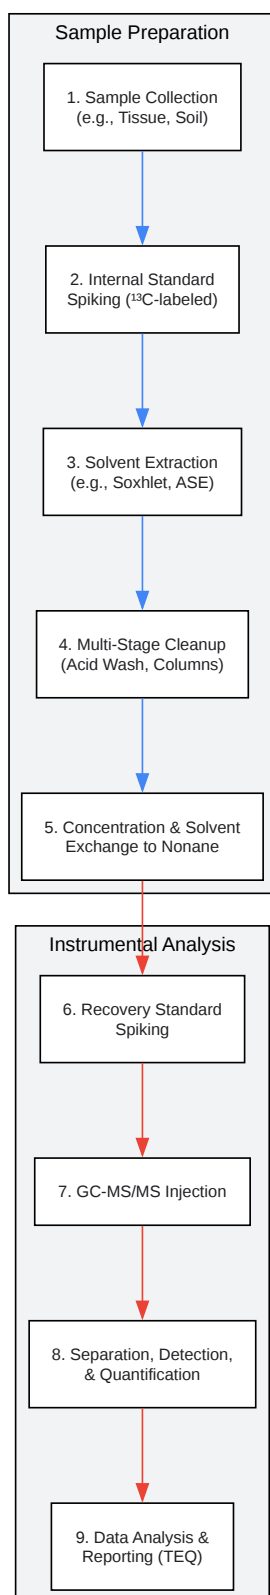 Sample Preparation
1. Sample Collection
(e.g., Tissue, Soil)
2. Internal Standard
Spiking (¹³C-labeled)
3. Solvent Extraction
(e.g., Soxhlet, ASE)
4. Multi-Stage Cleanup
(Acid Wash, Columns)
5. Concentration & Solvent
Exchange to Nonane
Instrumental Analysis
6. Recovery Standard
Spiking
7. GC-MS/MS Injection
8. Separation, Detection,
& Quantification
9. Data Analysis &
Reporting (TEQ)